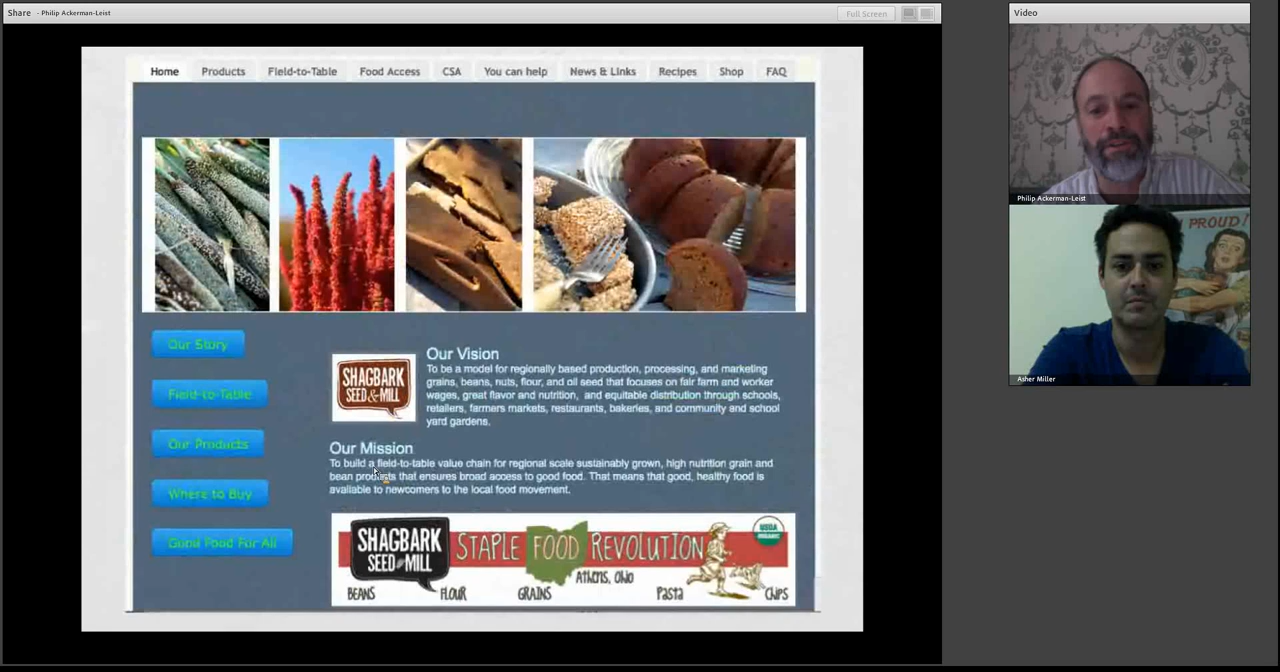 Share - Philip Ackerman-Leist
Full Screen
Video
Home Products Field-to-Table Food Access CSA You can help News & Links Recipes Shop FAQ
Our Story
Field-to-Table
Our Products
Where to Buy
Good Food For All
SHAGBARK
SEED & MILL
Our Vision
To be a model for regionally based production, processing, and marketing
grains, beans, nuts, flour, and oil seed that focuses on fair farm and worker
wages, great flavor and nutrition, and equitable distribution through schools,
retailers, farmers markets, restaurants, bakeries, and community and school
yard gardens.
Our Mission
To build a field-to-table value chain for regional scale sustainably grown, high nutrition grain and
bean products that ensures broad access to good food. That means that good, healthy food is
available to newcomers to the local food movement.
SHAGBARK
SEED and MILL
STAPLE FOOD REVOLUTION
Athens, Ohio
USDA
ORGANIC
BEANS FLOUR GRAINS Pasta Chips
Philip Ackerman-Leist
PROUD!
Asher Miller